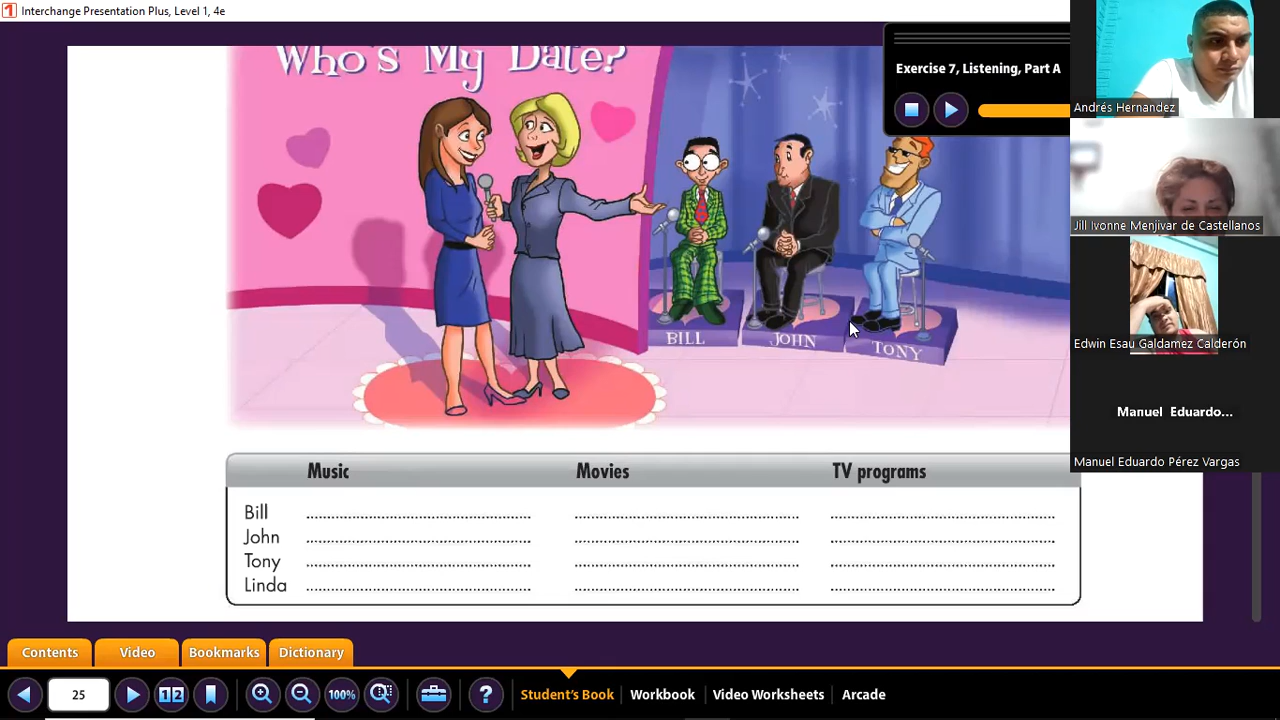 Interchange Presentation Plus, Level 1, 4e
Who's My Date?
Exercise 7, Listening, Part A
Andrés Hernandez
Jill Ivonne Menjivar de Castellanos
Edwin Esau Galdamez Calderón
Manuel Eduardo...
Manuel Eduardo Pérez Vargas
BILL
JOHN
TONY
Music Movies TV programs
Bill
John
Tony
Linda
Contents Video Bookmarks Dictionary
25 1 2 100% ? Student's Book Workbook Video Worksheets Arcade